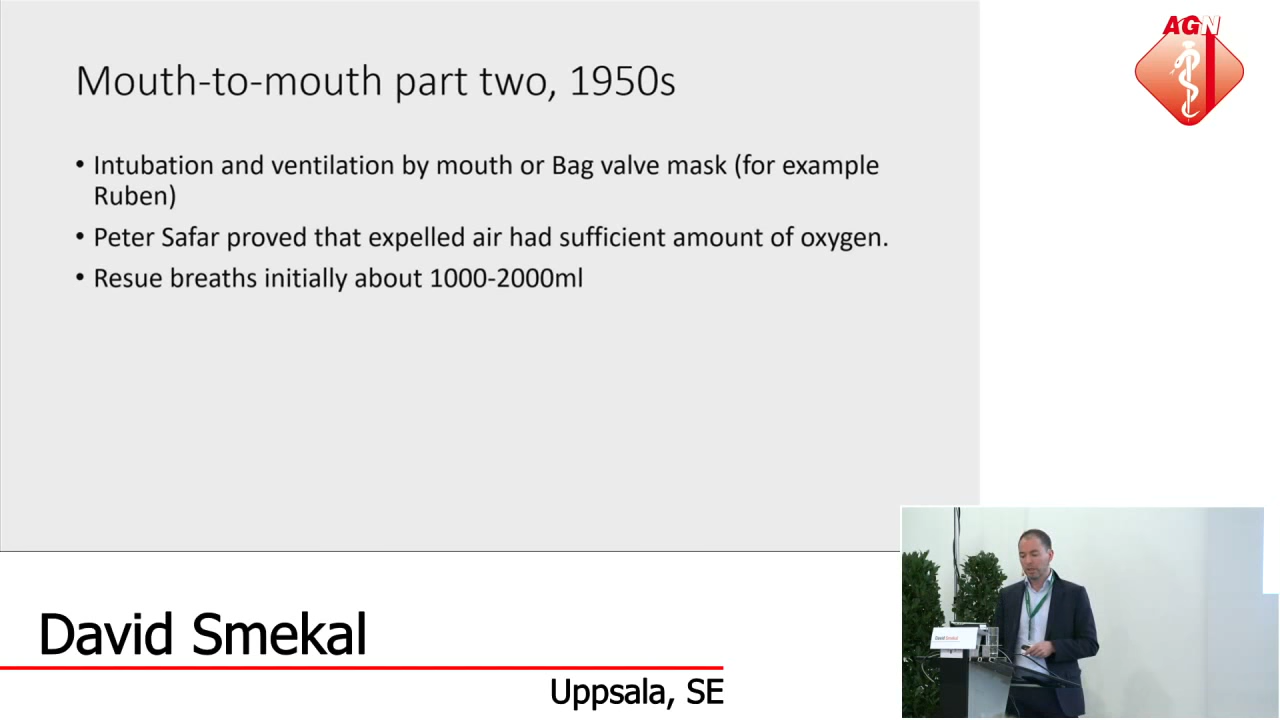 AGN
Mouth-to-mouth part two, 1950s
• Intubation and ventilation by mouth or Bag valve mask (for example
Ruben)
• Peter Safar proved that expelled air had sufficient amount of oxygen.
• Resue breaths initially about 1000-2000ml
David Smekal
Uppsala, SE
David Smekal